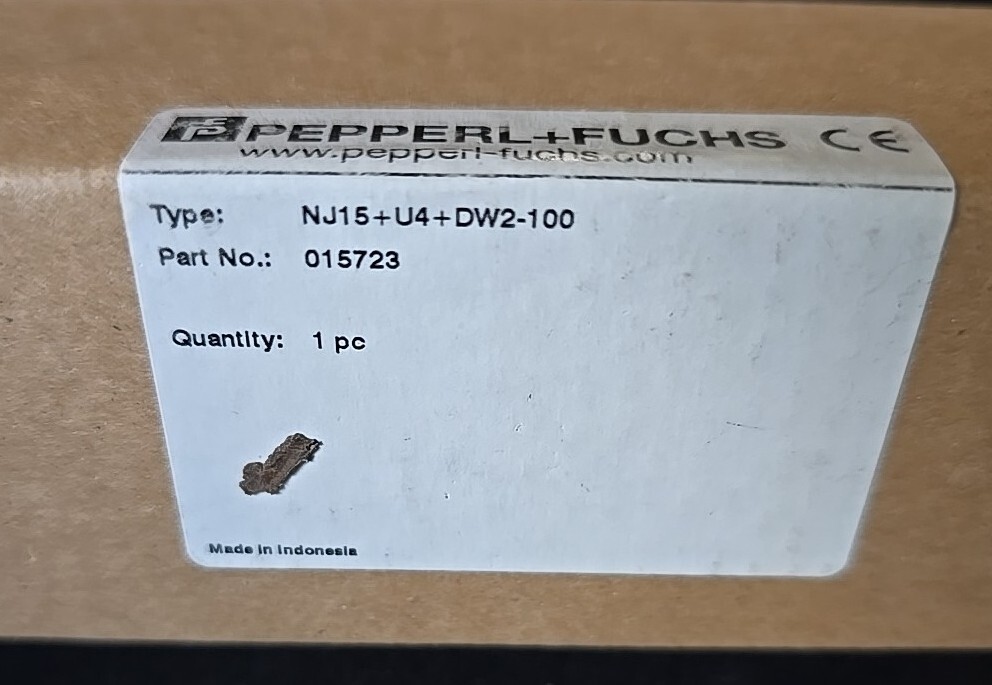 PEPPERL+FUCHS CE
www.pepperl-fuchs.com
Type: NJ15+U4+DW2-100
Part No.: 015723
Quantity: 1 pc
Made in Indonesia